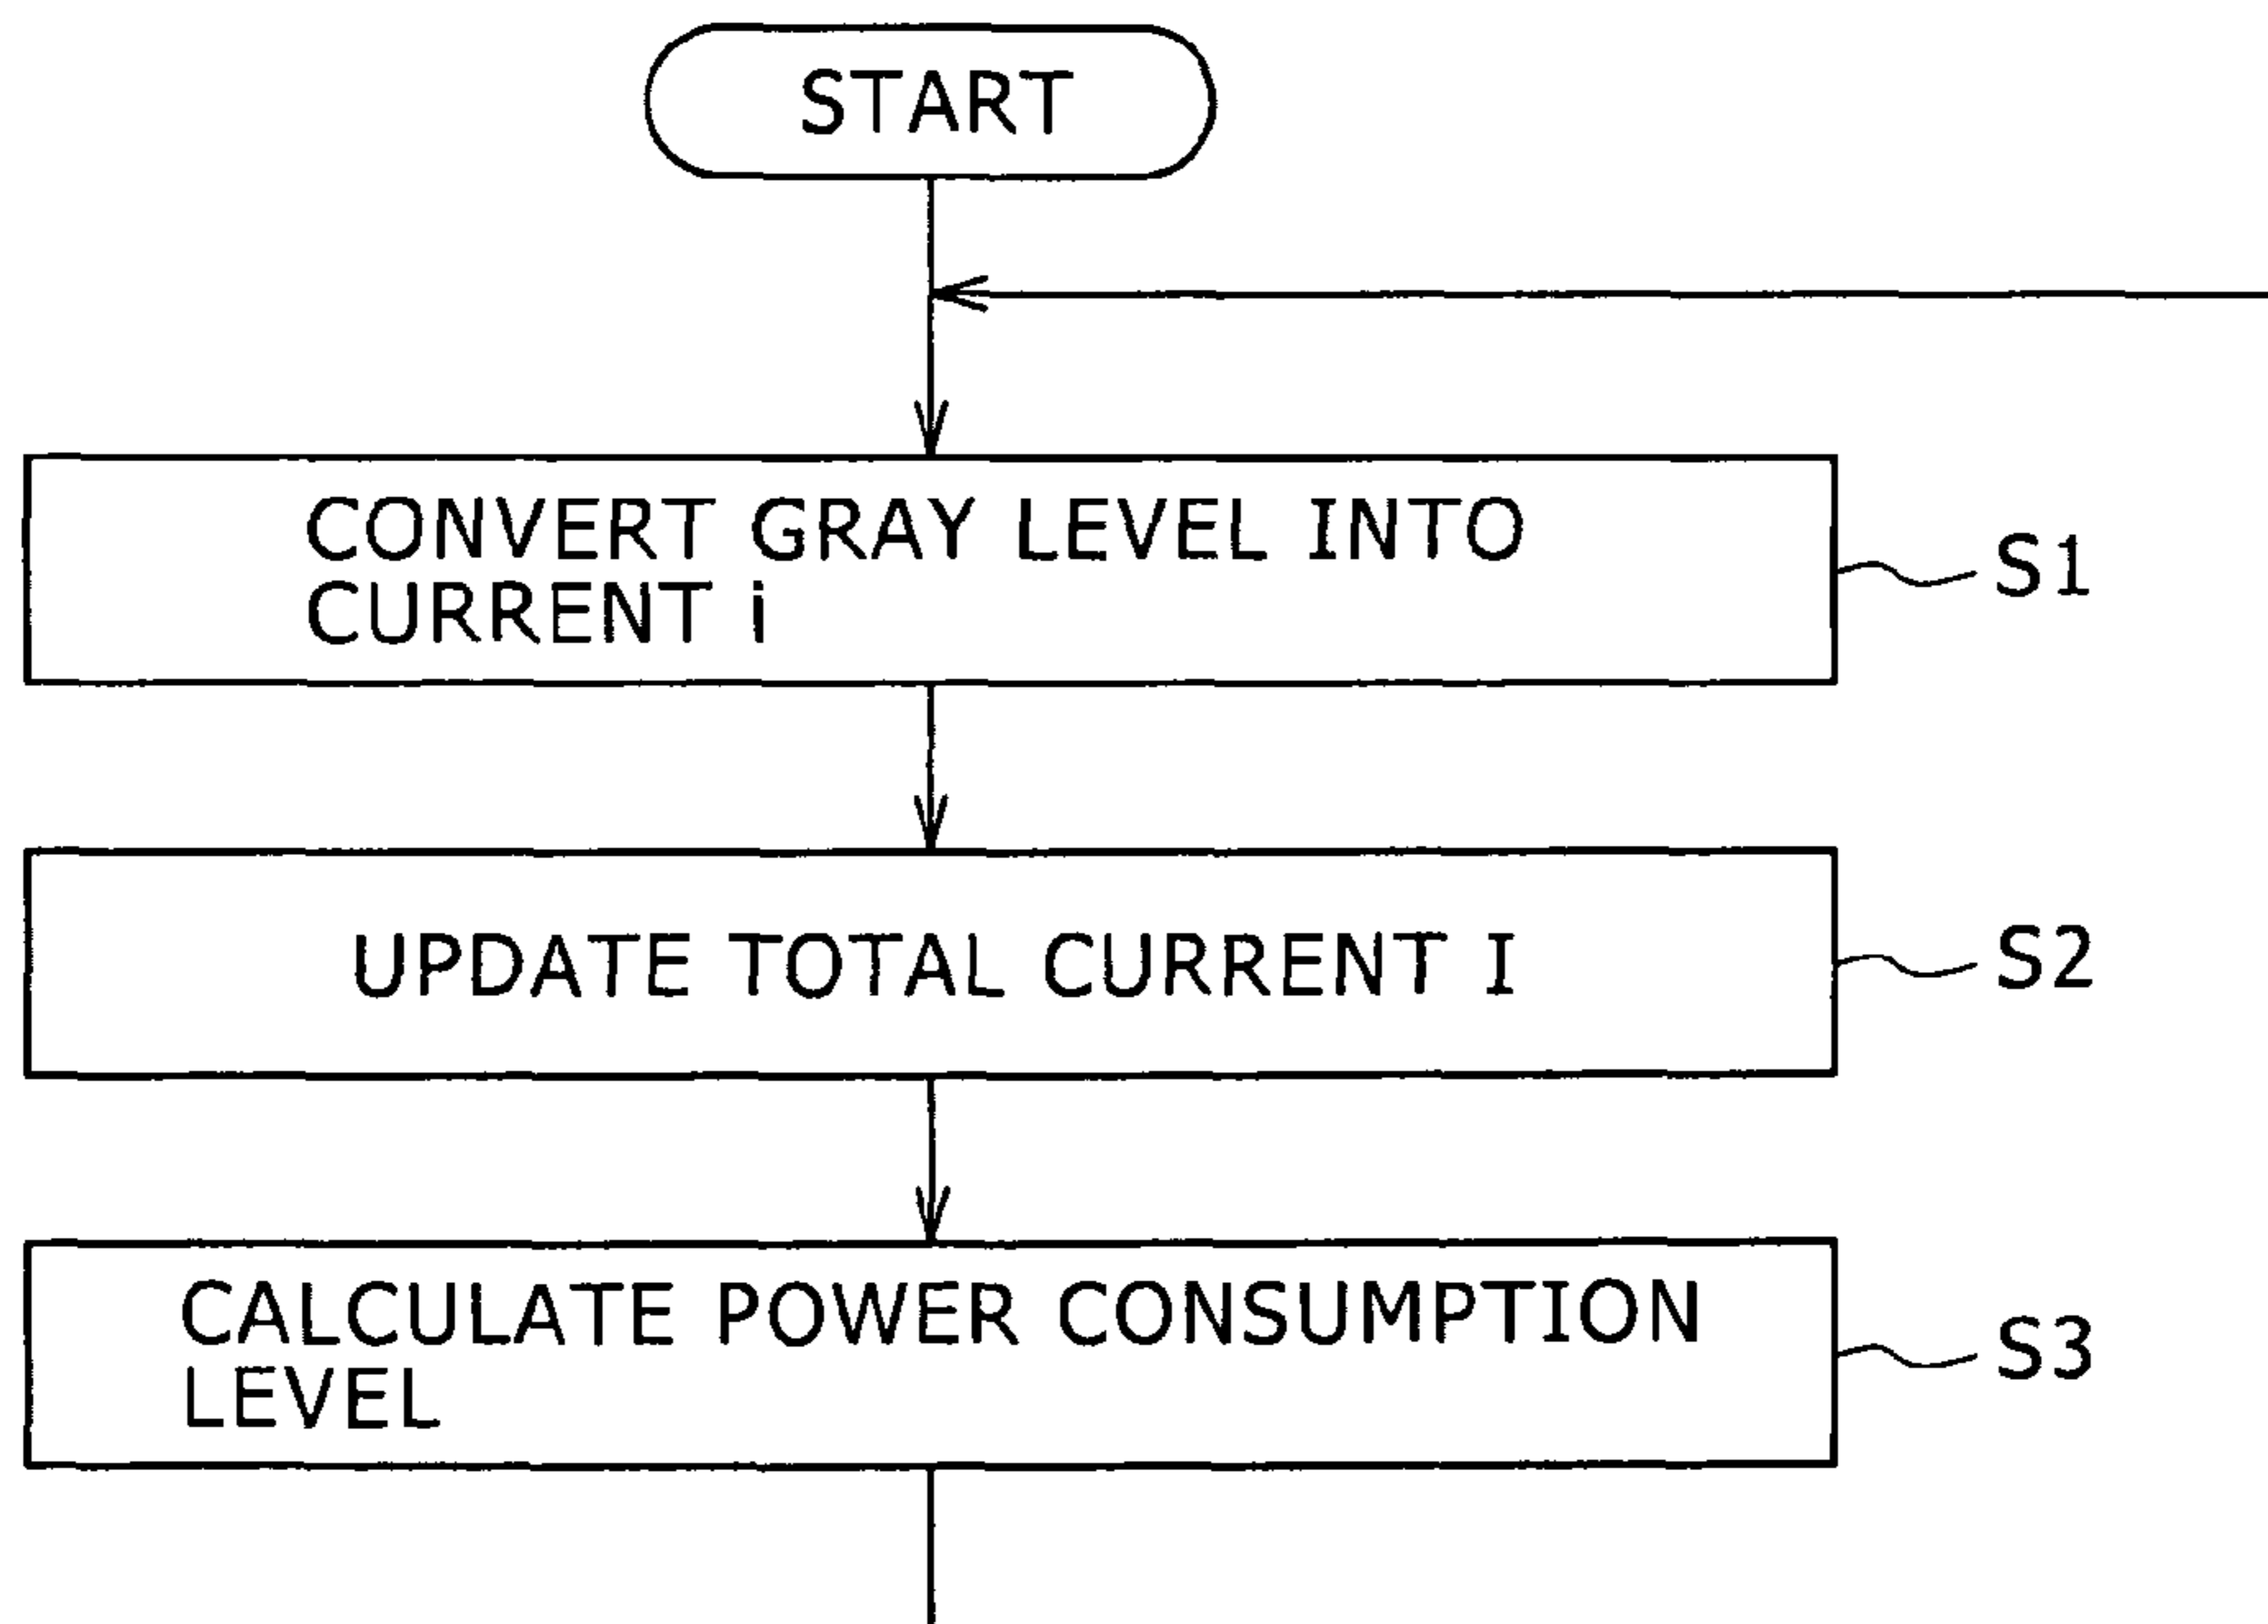 START
CONVERT GRAY LEVEL INTO
CURRENT i
S1
UPDATE TOTAL CURRENT I
S2
CALCULATE POWER CONSUMPTION
LEVEL
S3